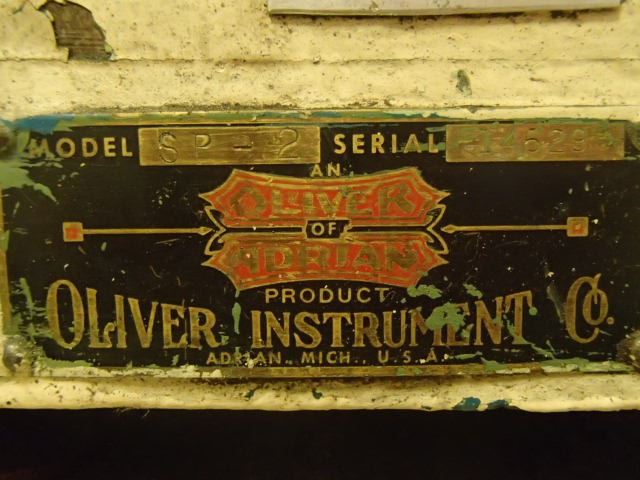 MODEL SP-2 SERIAL
AN
OLIVER
OF
ADRIAN
PRODUCT
OLIVER INSTRUMENT CO.
ADRIAN. MICH., U.S.A.